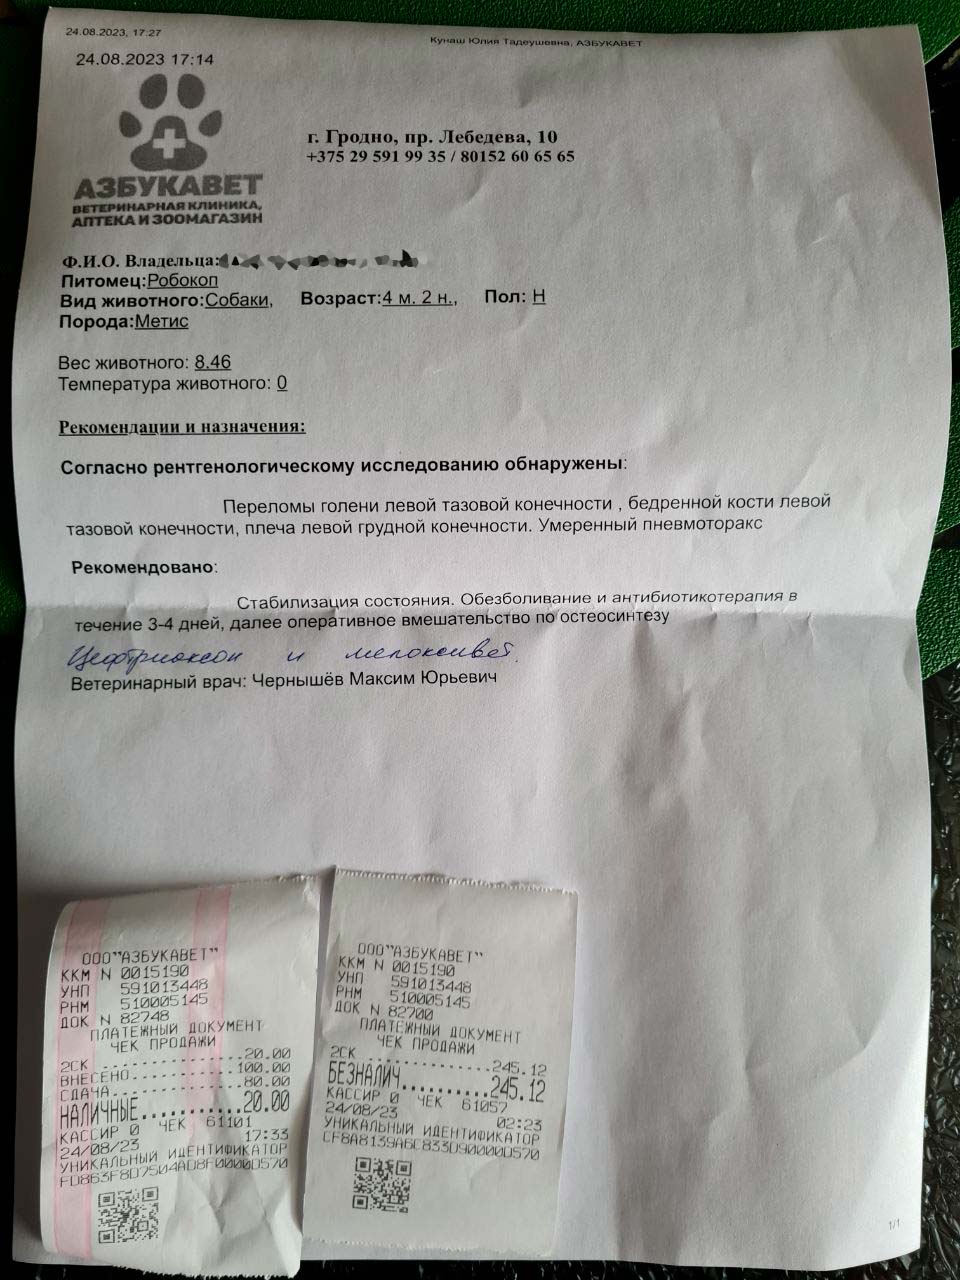 24.08.2023, 17:27
Кунаш Юлия Тадеушевна, АЗБУКАВЕТ
24.08.2023 17:14
АЗБУКАВЕТ
ВЕТЕРИНАРНАЯ КЛИНИКА,
АПТЕКА И ЗООМАГАЗИН
г. Гродно, пр. Лебедева, 10
+375 29 591 99 35 / 80152 60 65 65
Ф.И.О. Владельца:
Питомец:Робокоп
Вид животного:Собаки, Возраст:4 м. 2 н., Пол: Н
Порода:Метис
Вес животного: 8.46
Температура животного: 0
Рекомендации и назначения:
Согласно рентгенологическому исследованию обнаружены:
Переломы голени левой тазовой конечности , бедренной кости левой
тазовой конечности, плеча левой грудной конечности. Умеренный пневмоторакс
Рекомендовано:
Стабилизация состояния. Обезболивание и антибиотикотерапия в
течение 3-4 дней, далее оперативное вмешательство по остеосинтезу
Цефтриаксон и мелоксивет.
Ветеринарный врач: Чернышёв Максим Юрьевич
ООО"АЗБУКАВЕТ"
ККМ N 0015190
УНП 591013448
РНМ 510005145
ДОК N 82748
ПЛАТЕЖНЫЙ ДОКУМЕНТ
ЧЕК ПРОДАЖИ
2СК ..................20.00
ВНЕСЕНО...........100.00
СДАЧА..............80.00
НАЛИЧНЫЕ...........20.00
КАССИР 0 ЧЕК 61101
24/08/23 17:33
УНИКАЛЬНЫЙ ИДЕНТИФИКАТОР
FD863F8D7504AD8F0000D570
ООО"АЗБУКАВЕТ"
ККМ N 0015190
УНП 591013448
РНМ 510005145
ДОК N 82700
ПЛАТЕЖНЫЙ ДОКУМЕНТ
ЧЕК ПРОДАЖИ
2СК ................245.12
БЕЗНАЛИЧ.........245.12
КАССИР 0 ЧЕК 61057
24/08/23 02:23
УНИКАЛЬНЫЙ ИДЕНТИФИКАТОР
CF8A8139A6C833D90000D570
1/1